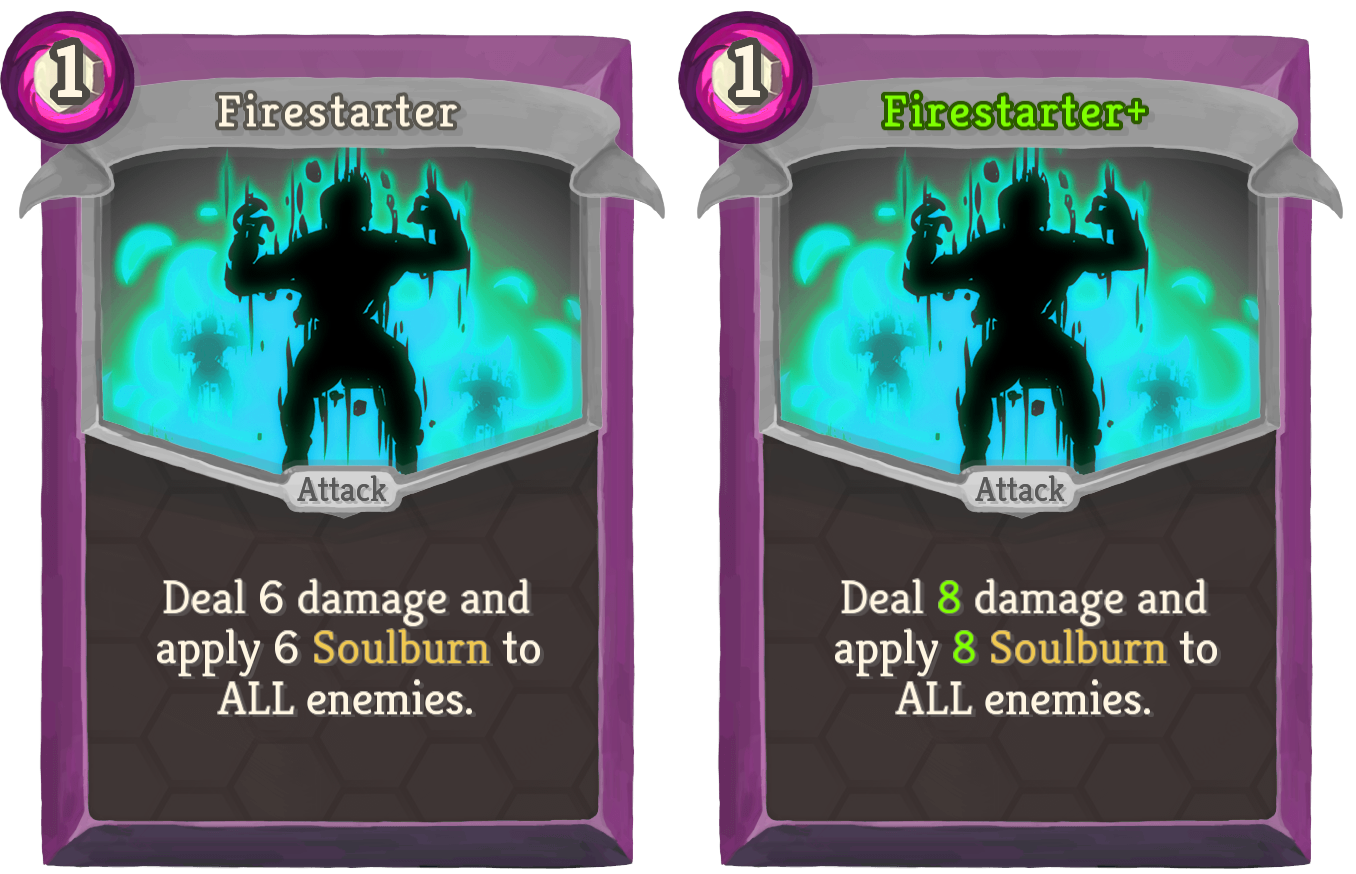 1
Firestarter
Attack
Deal 6 damage and
apply 6 Soulburn to
ALL enemies.
1
Firestarter+
Attack
Deal 8 damage and
apply 8 Soulburn to
ALL enemies.